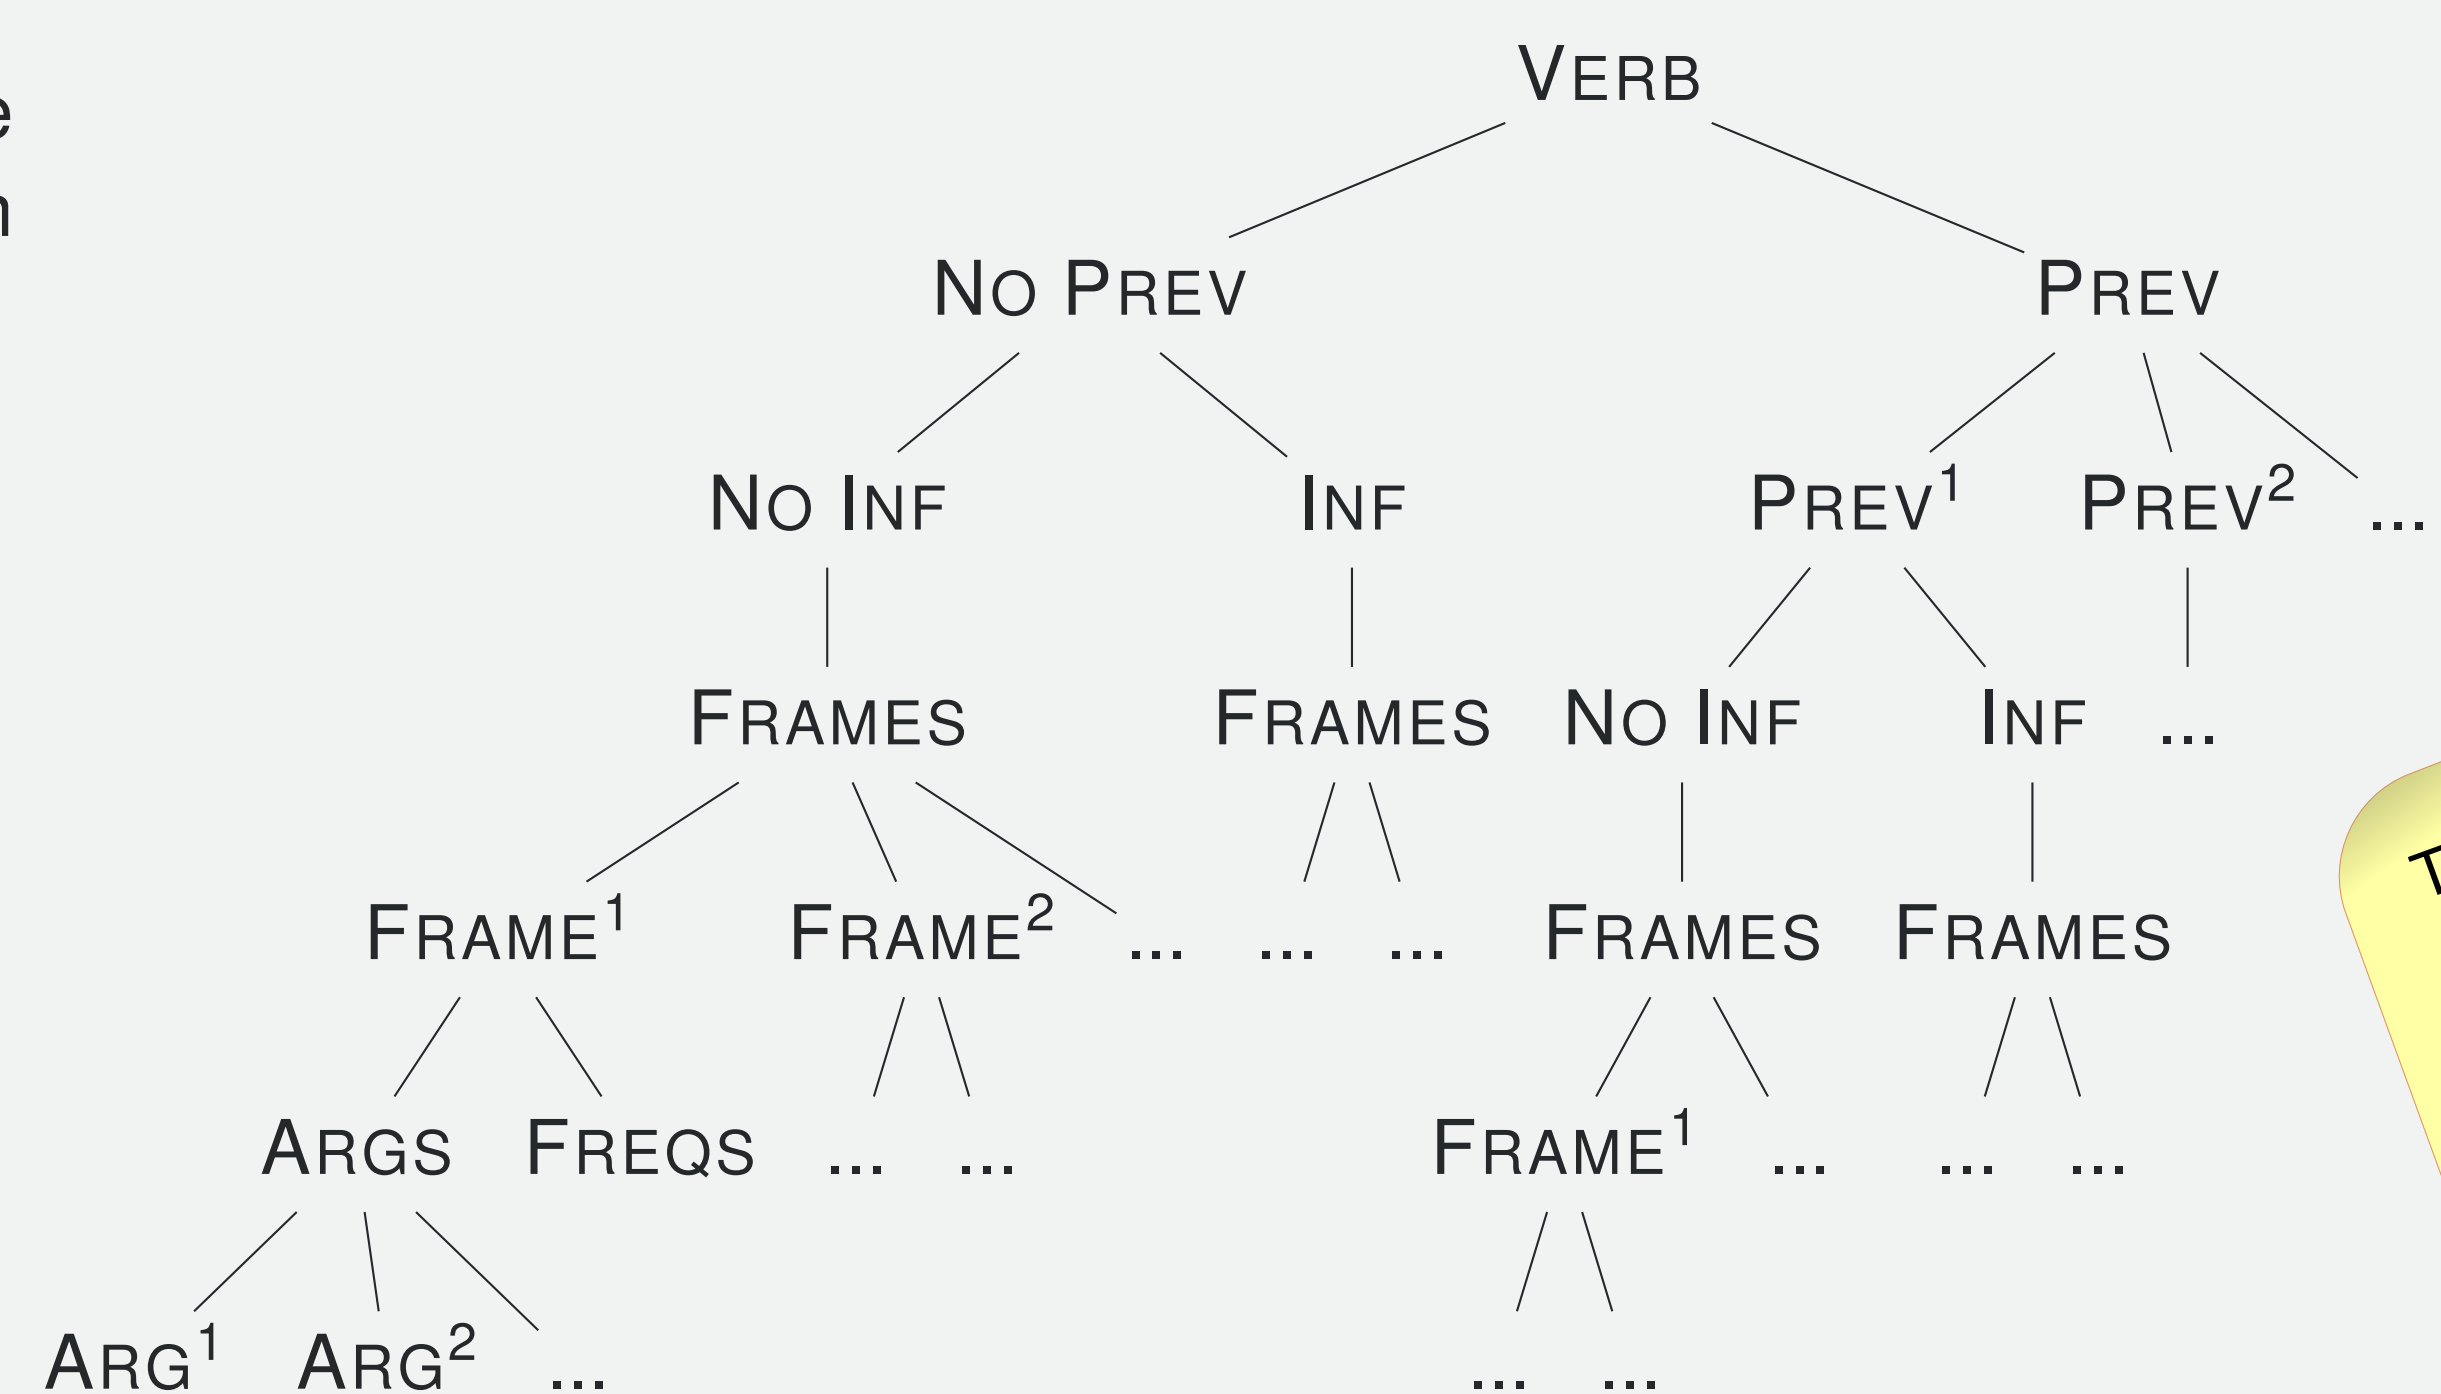 VERB
e
n
NO PREV PREV
NO INF INF PREV¹ PREV² ...
FRAMES FRAMES NO INF INF ...
T
FRAME¹ FRAME² ... ... ... FRAMES FRAMES
ARGS FREQS ... ... FRAME¹ ... ... ...
ARG¹ ARG² ... ... ...